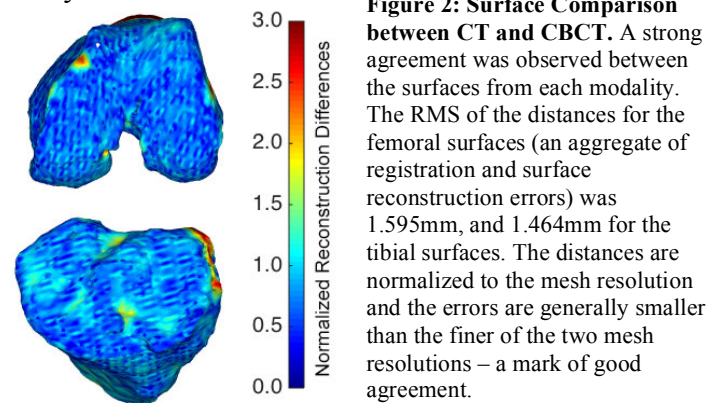 Figure 2: Surface Comparison
between CT and CBCT. A strong
agreement was observed between
the surfaces from each modality.
The RMS of the distances for the
femoral surfaces (an aggregate of
registration and surface
reconstruction errors) was
1.595mm, and 1.464mm for the
tibial surfaces. The distances are
normalized to the mesh resolution
and the errors are generally smaller
than the finer of the two mesh
resolutions – a mark of good
agreement.
3.0
2.5
2.0
1.5
1.0
0.5
0.0
Normalized Reconstruction Differences